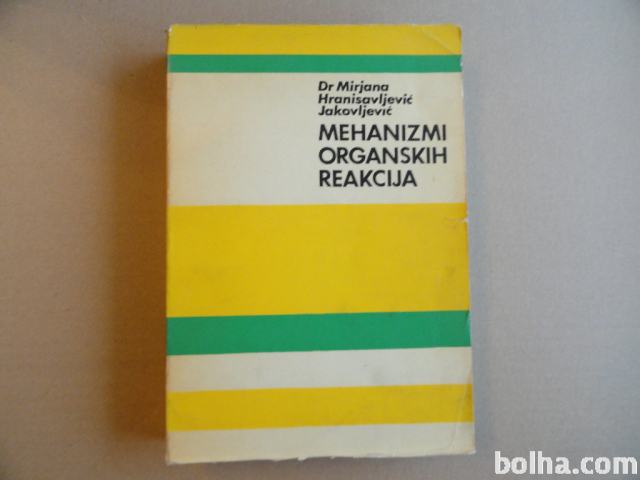 Dr Mirjana
Hranisavljević
Jakovljević
MEHANIZMI
ORGANSKIH
REAKCIJA
bolha.com